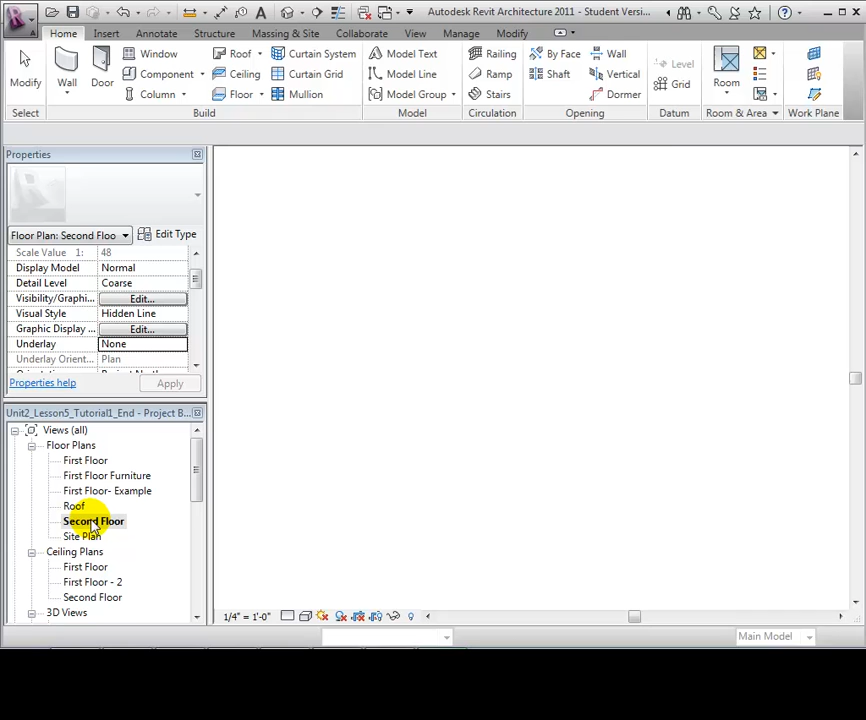 Autodesk Revit Architecture 2011 - Student Versi...
Home Insert Annotate Structure Massing & Site Collaborate View Manage Modify
Modify
Wall
Door
Window
Component
Column
Roof
Ceiling
Floor
Curtain System
Curtain Grid
Mullion
Model Text
Model Line
Model Group
Railing
Ramp
Stairs
By Face
Shaft
Wall
Vertical
Dormer
Level
Grid
Room
Select Build Model Circulation Opening Datum Room & Area Work Plane
Properties
Floor Plan: Second Floo Edit Type
Scale Value 1: 48
Display Model Normal
Detail Level Coarse
Visibility/Graphi... Edit...
Visual Style Hidden Line
Graphic Display ... Edit...
Underlay None
Underlay Orient... Plan
Properties help Apply
Unit2_Lesson5_Tutorial1_End - Project B...
Views (all)
Floor Plans
First Floor
First Floor Furniture
First Floor- Example
Roof
Second Floor
Site Plan
Ceiling Plans
First Floor
First Floor - 2
Second Floor
3D Views
1/4" = 1'-0"
Main Model